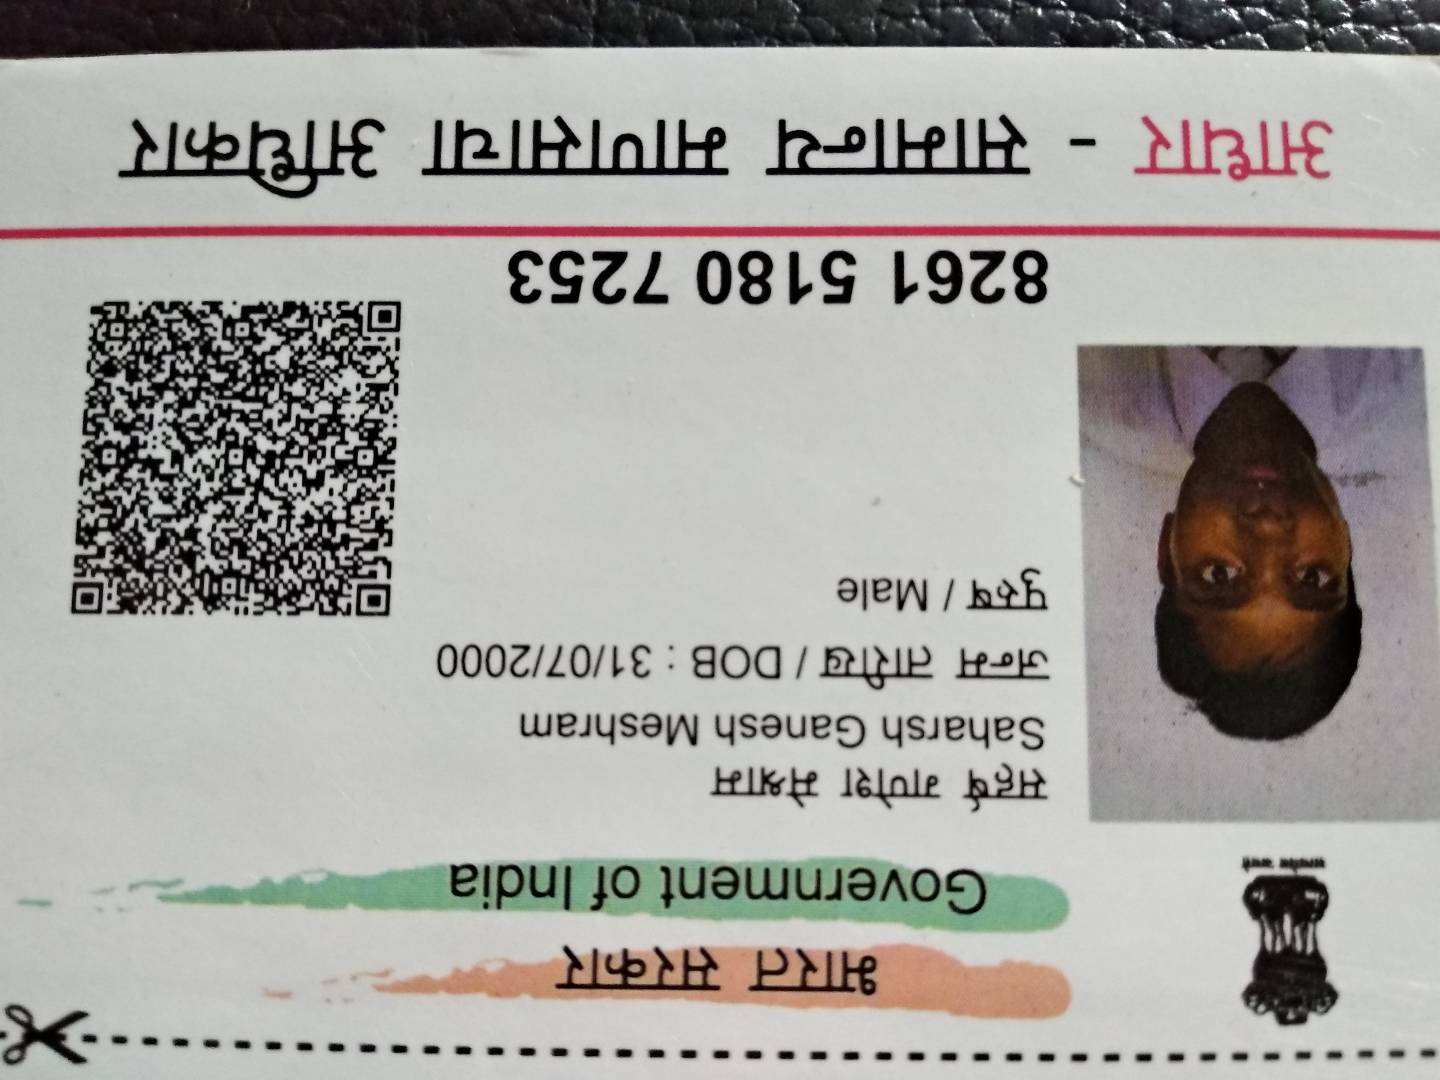 भारत सरकार
Government of India
सत्यमेव जयते
सहर्ष गणेश मेश्राम
Saharsh Ganesh Meshram
जन्म तारीख / DOB : 31/07/2000
पुरुष / Male
8261 5180 7253
आधार - सामान्य माणसाचा अधिकार